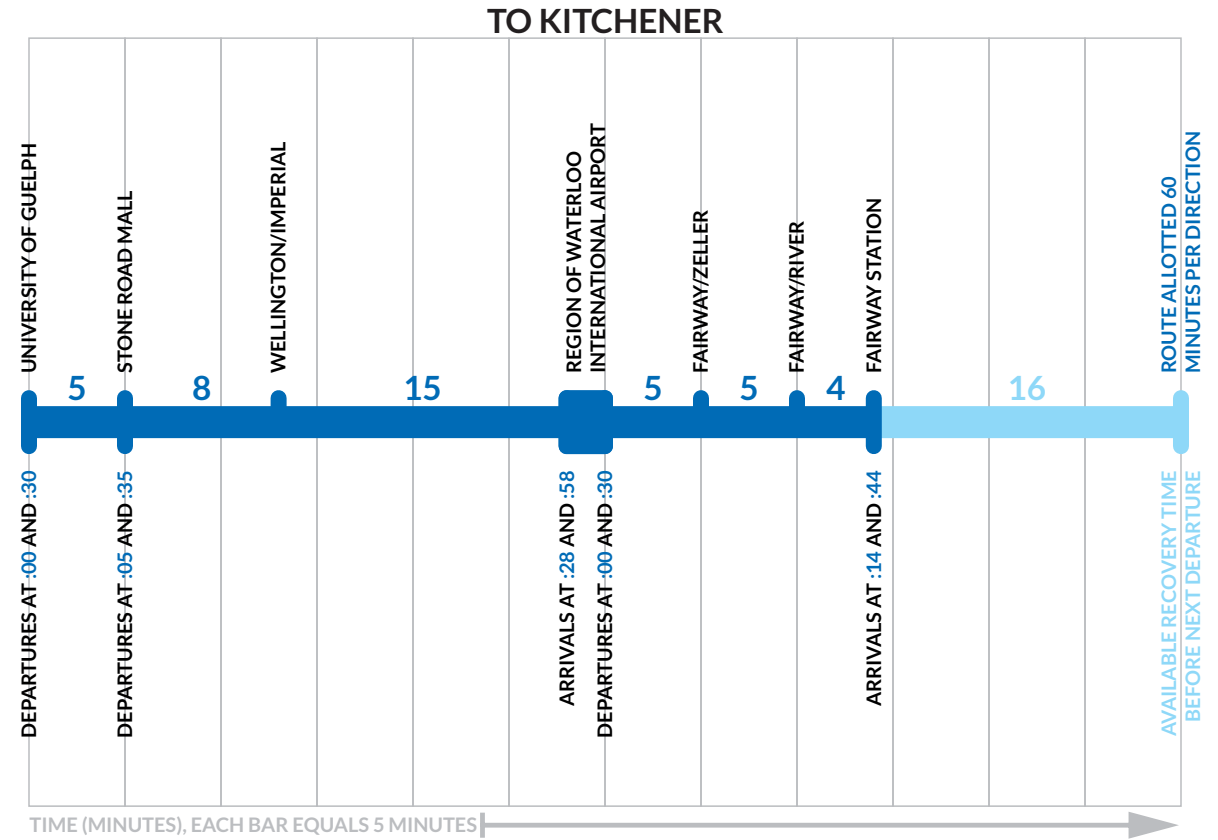 TO KITCHENER
UNIVERSITY OF GUELPH
STONE ROAD MALL
WELLINGTON/IMPERIAL
REGION OF WATERLOO
INTERNATIONAL AIRPORT
FAIRWAY/ZELLER
FAIRWAY/RIVER
FAIRWAY STATION
ROUTE ALLOTTED 60
MINUTES PER DIRECTION
5
8
15
5
5
4
16
DEPARTURES AT :00 AND :30
DEPARTURES AT :05 AND :35
ARRIVALS AT :28 AND :58
DEPARTURES AT :00 AND :30
ARRIVALS AT :14 AND :44
AVAILABLE RECOVERY TIME
BEFORE NEXT DEPARTURE
TIME (MINUTES), EACH BAR EQUALS 5 MINUTES